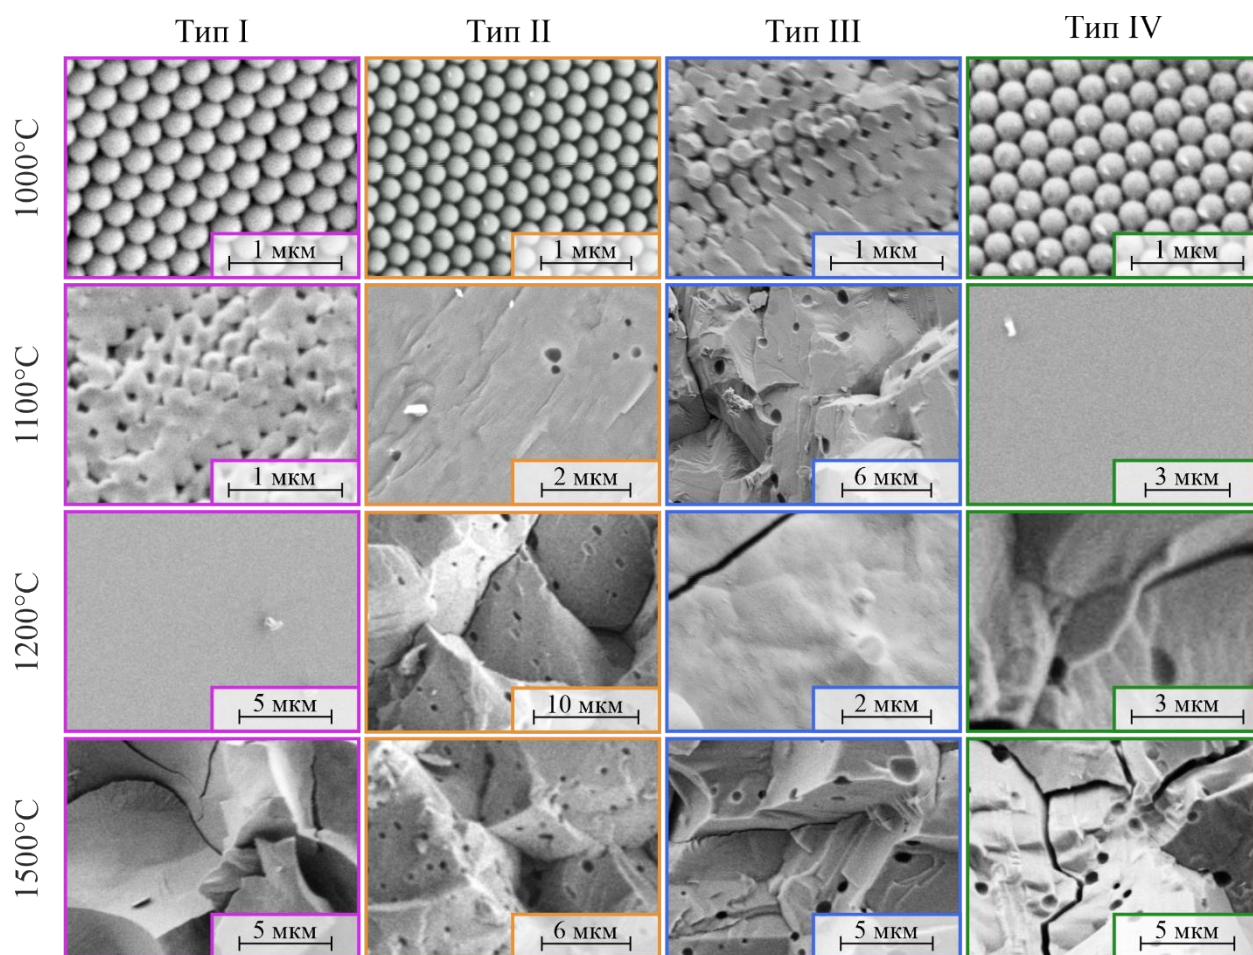 Тип I
Тип II
Тип III
Тип IV
1000°C
1 мкм
1 мкм
1 мкм
1 мкм
1100°C
1 мкм
2 мкм
6 мкм
3 мкм
1200°C
5 мкм
10 мкм
2 мкм
3 мкм
1500°C
5 мкм
6 мкм
5 мкм
5 мкм